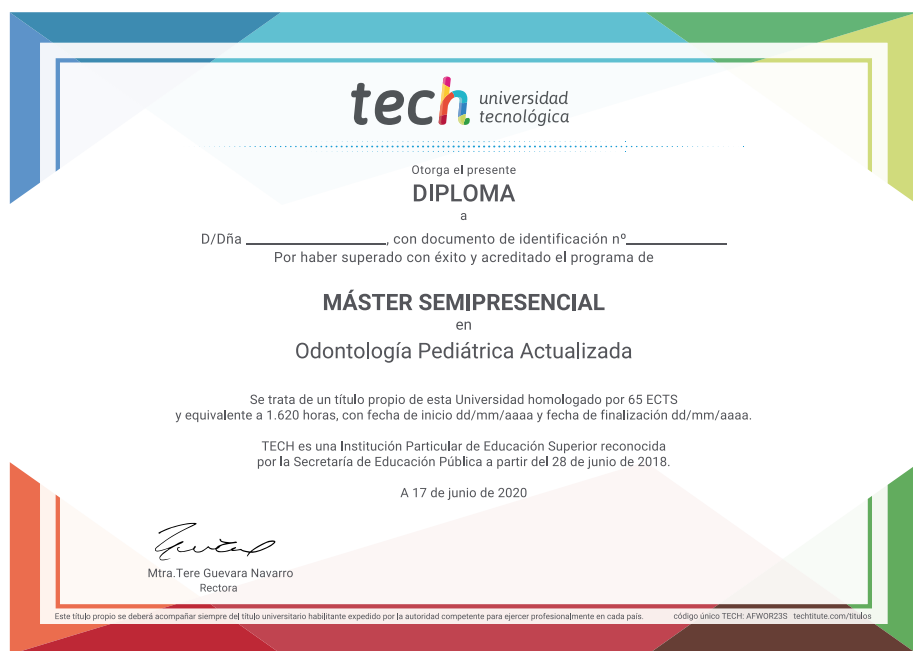 tech universidad
tecnológica
Otorga el presente
DIPLOMA
a
D/Dña ____________________, con documento de identificación nº______________
Por haber superado con éxito y acreditado el programa de
MÁSTER SEMIPRESENCIAL
en
Odontología Pediátrica Actualizada
Se trata de un título propio de esta Universidad homologado por 65 ECTS
y equivalente a 1.620 horas, con fecha de inicio dd/mm/aaaa y fecha de finalización dd/mm/aaaa.
TECH es una Institución Particular de Educación Superior reconocida
por la Secretaría de Educación Pública a partir del 28 de junio de 2018.
A 17 de junio de 2020
Mtra.Tere Guevara Navarro
Rectora
Este título propio se deberá acompañar siempre del título universitario habilitante expedido por la autoridad competente para ejercer profesionalmente en cada país. código único TECH: AFWOR23S techtitute.com/titulos